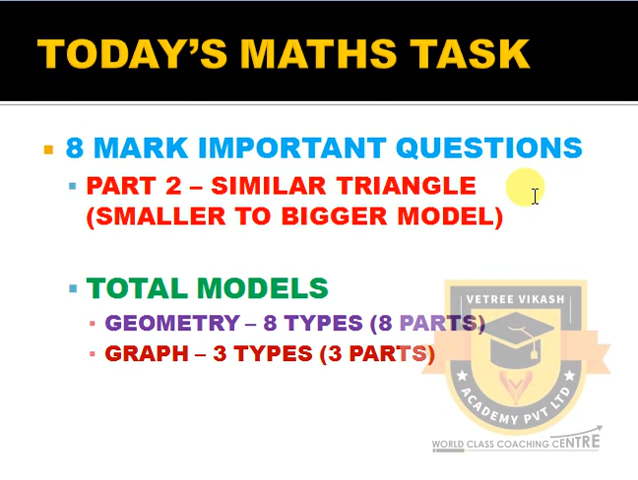 TODAY'S MATHS TASK
8 MARK IMPORTANT QUESTIONS
PART 2 – SIMILAR TRIANGLE
(SMALLER TO BIGGER MODEL)
TOTAL MODELS
GEOMETRY – 8 TYPES (8 PARTS)
GRAPH – 3 TYPES (3 PARTS)
VETREE VIKASH
ACADEMY PVT LTD
WORLD CLASS COACHING CENTRE